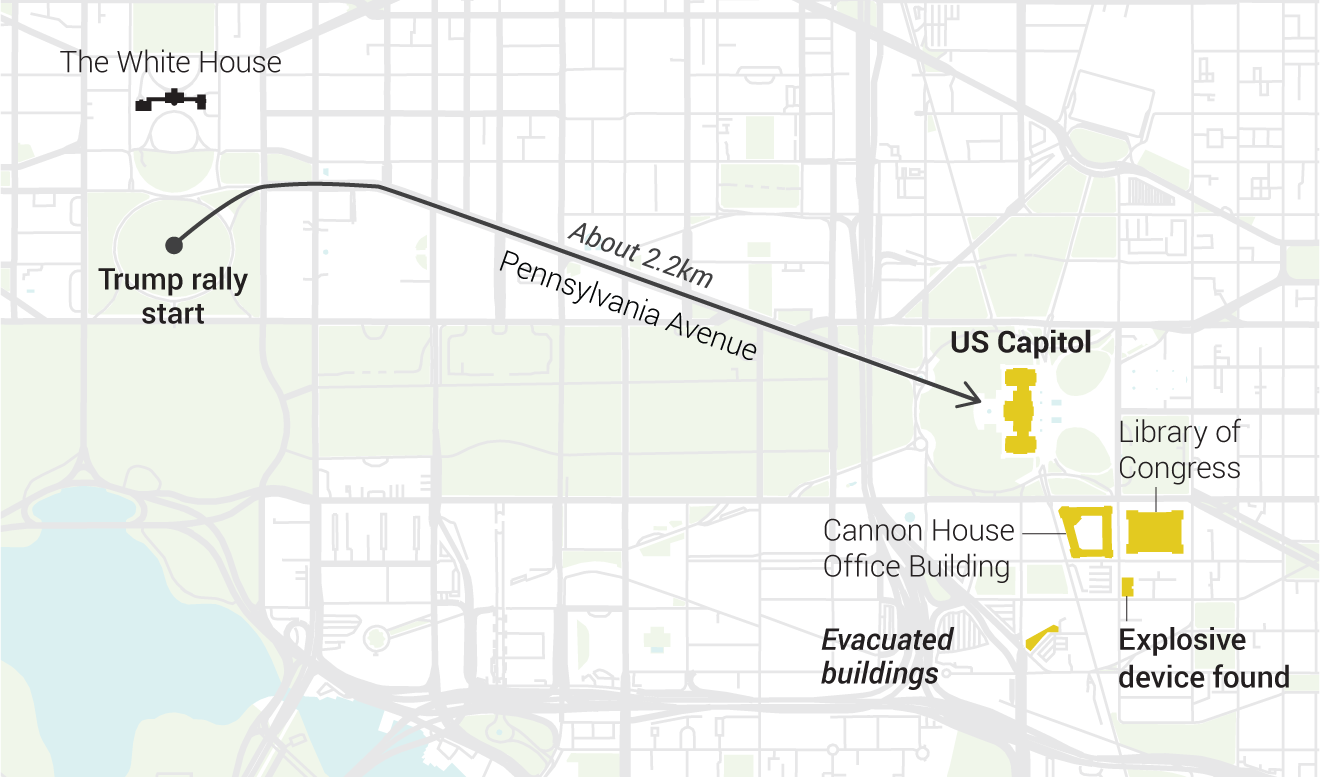 The White House
Trump rally
start
About 2.2km
Pennsylvania Avenue
US Capitol
Library of
Congress
Cannon House
Office Building
Evacuated
buildings
Explosive
device found